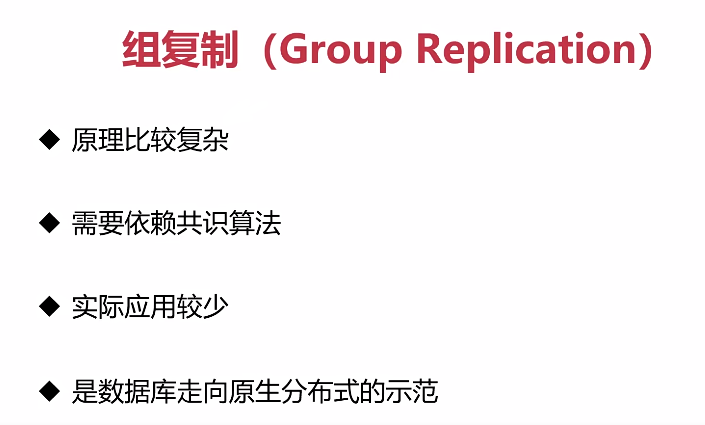 组复制（Group Replication）
◆ 原理比较复杂
◆ 需要依赖共识算法
◆ 实际应用较少
◆ 是数据库走向原生分布式的示范